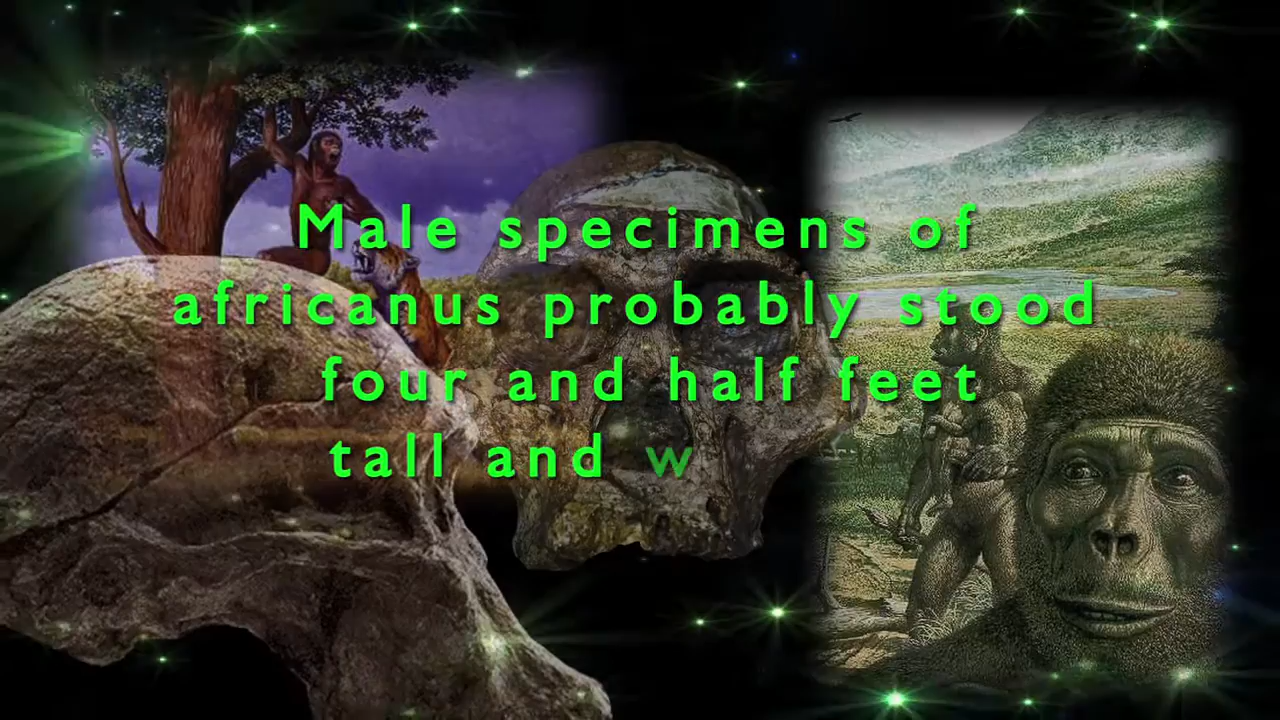 Male specimens of
africanus probably stood
four and half feet
tall and w